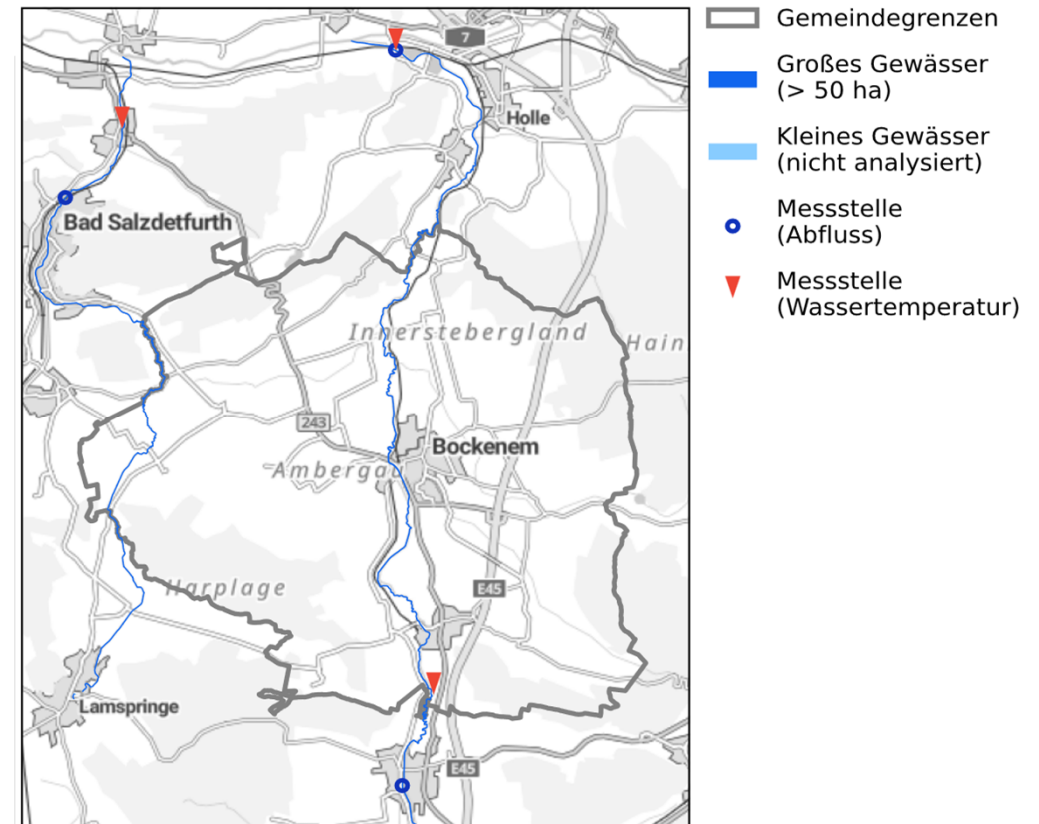 7
Holle
Bad Salzdetfurth
Innerstebergland
Hain
243
Bockenem
Ambergau
E45
Harplage
Lamspringe
E45
Gemeindegrenzen
Großes Gewässer
(> 50 ha)
Kleines Gewässer
(nicht analysiert)
Messstelle
(Abfluss)
Messstelle
(Wassertemperatur)